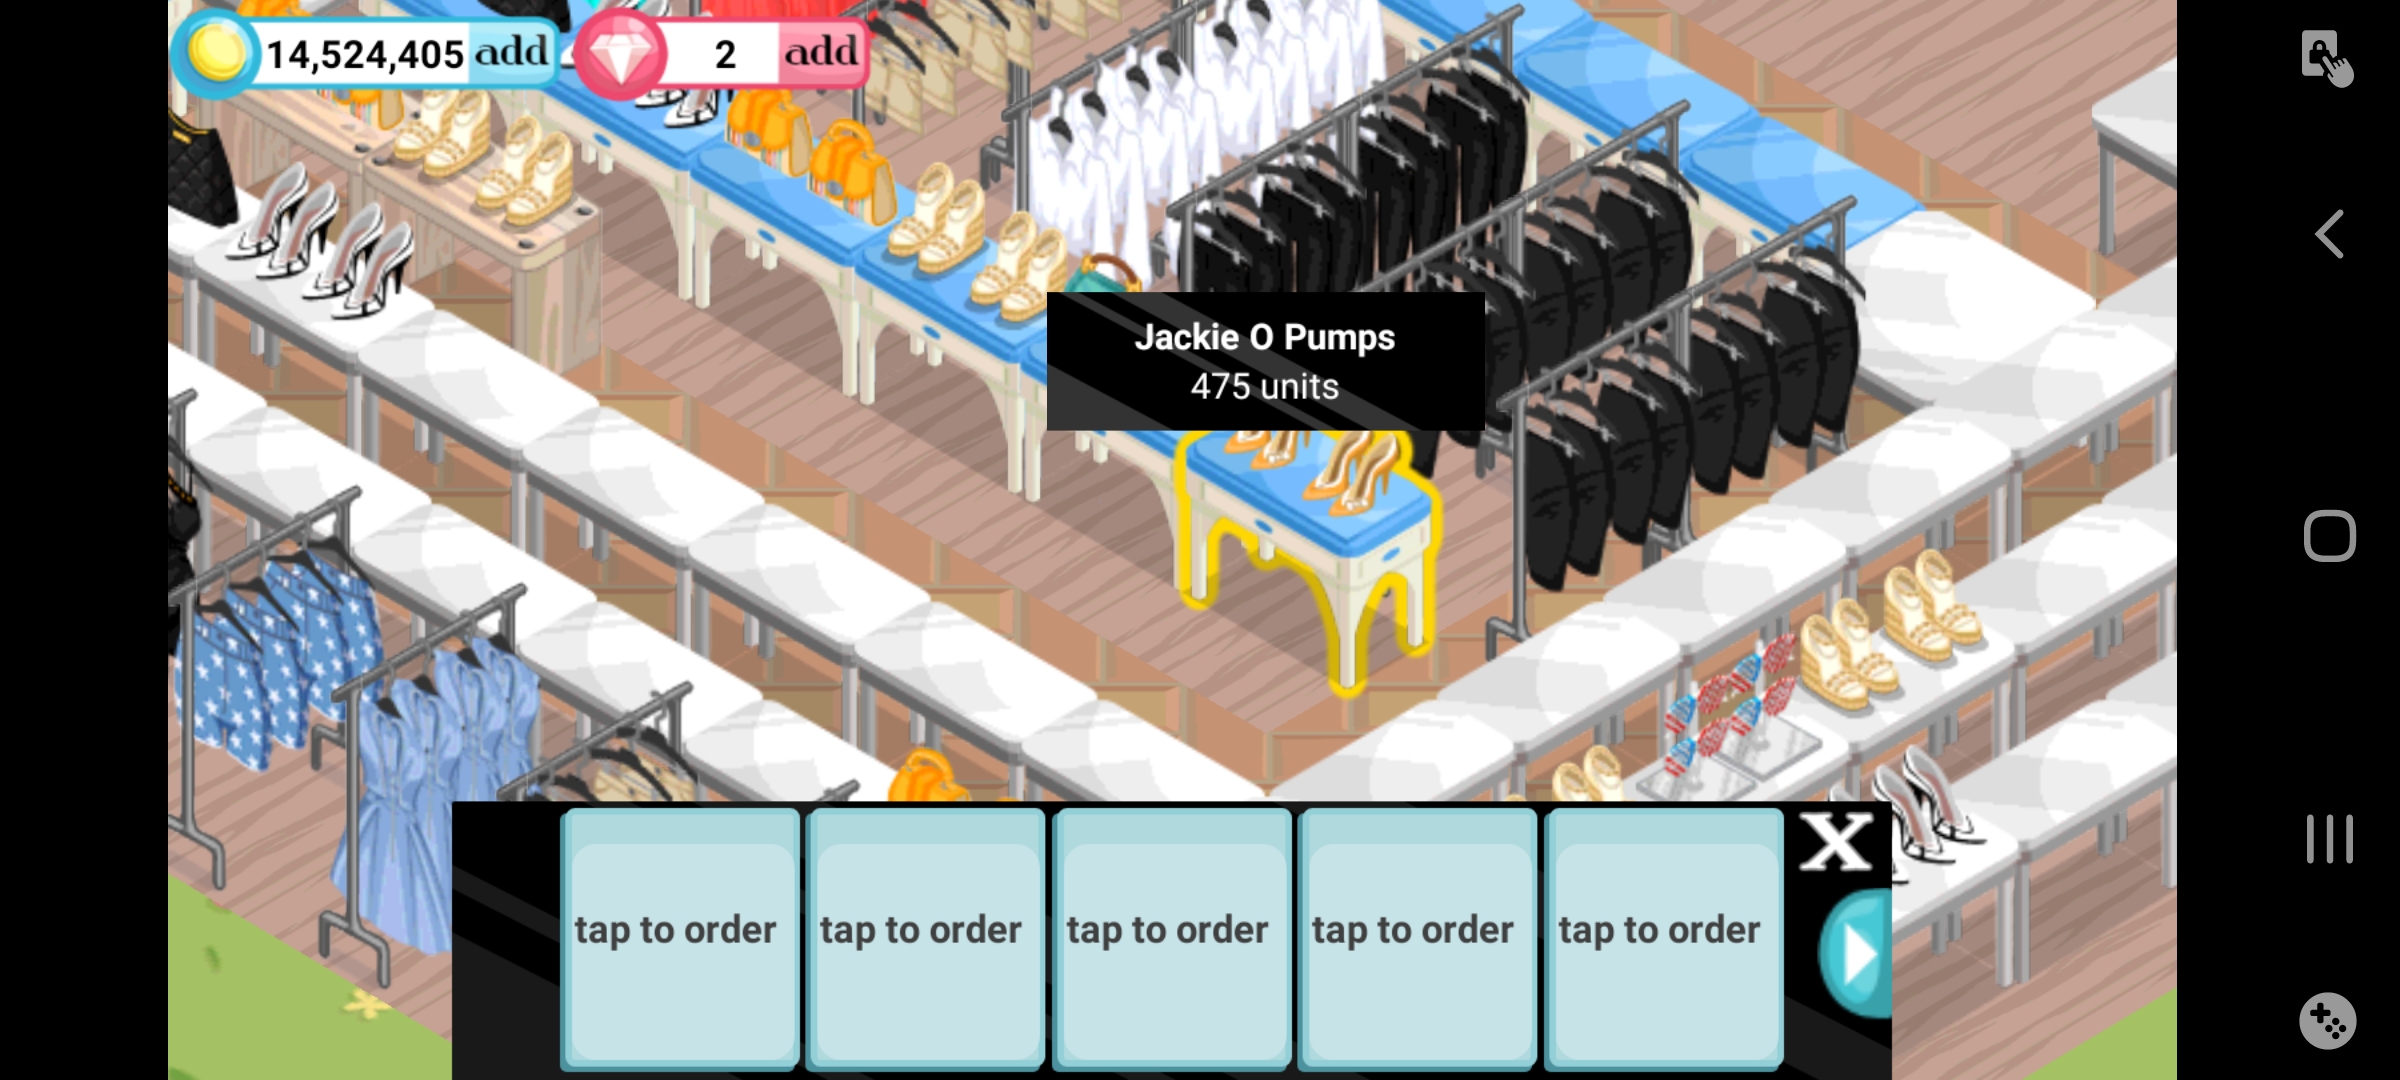 14,524,405 add
2 add
Jackie O Pumps
475 units
tap to order
tap to order
tap to order
tap to order
tap to order
X